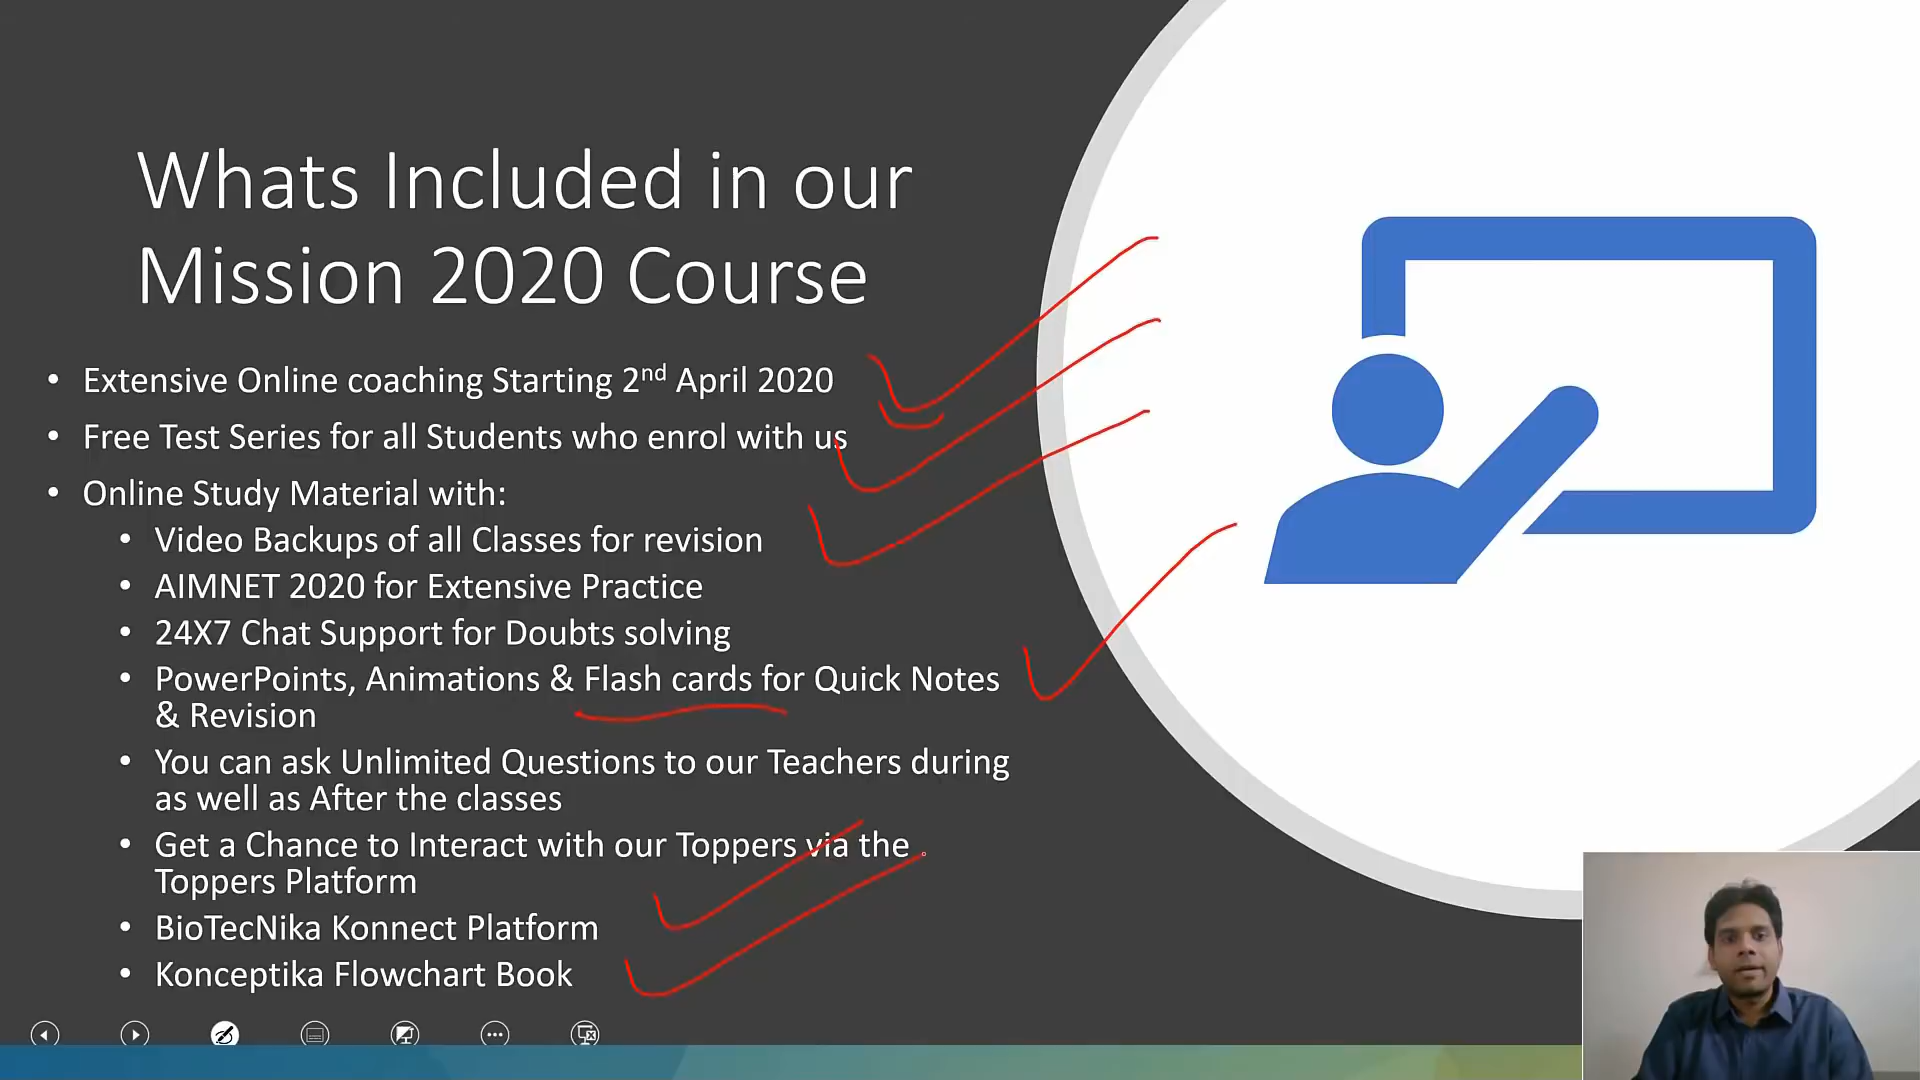 Whats Included in our
Mission 2020 Course
• Extensive Online coaching Starting 2nd April 2020
• Free Test Series for all Students who enrol with us
• Online Study Material with:
• Video Backups of all Classes for revision
• AIMNET 2020 for Extensive Practice
• 24X7 Chat Support for Doubts solving
• PowerPoints, Animations & Flash cards for Quick Notes
& Revision
• You can ask Unlimited Questions to our Teachers during
as well as After the classes
• Get a Chance to Interact with our Toppers via the
Toppers Platform
• BioTecNika Konnect Platform
• Konceptika Flowchart Book